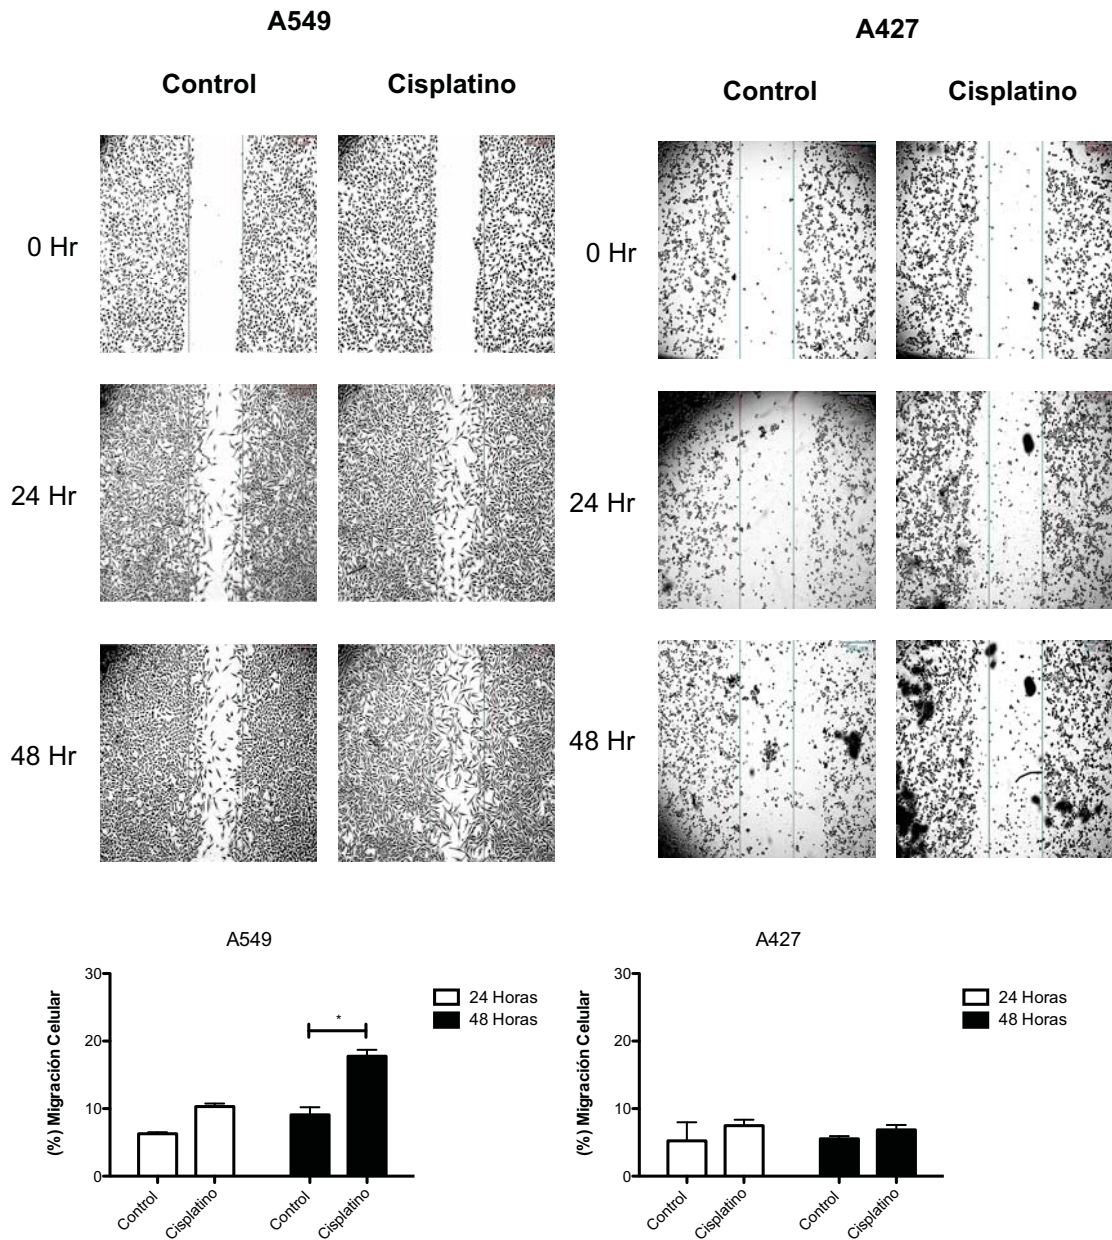 A549
A427
Control
Cisplatino
Control
Cisplatino
0 Hr
0 Hr
24 Hr
24 Hr
48 Hr
48 Hr
A549
(%) Migración Celular
30
20
10
0
*
24 Horas
48 Horas
Control
Cisplatino
Control
Cisplatino
A427
(%) Migración Celular
30
20
10
0
24 Horas
48 Horas
Control
Cisplatino
Control
Cisplatino